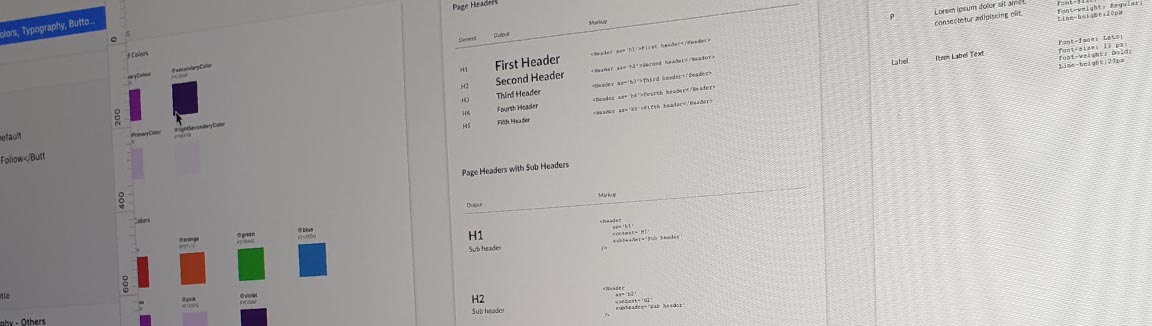 olors, Typography, Butto...
efault
Follow</Butt
tle
phy - Others
0
200
400
600
Colors
@secondaryColor
PrimaryColor
@lightSecondaryColor
Colors
@orange
@green
@blue
@pink
@violet
Page Headers
Element Output Markup
H1 First Header <Header as='h1'>First header</Header>
H2 Second Header <Header as='h2'>Second header</Header>
H3 Third Header <Header as='h3'>Third header</Header>
H4 Fourth Header <Header as='h4'>Fourth header</Header>
H5 Fifth Header <Header as='h5'>Fifth header</Header>
Page Headers with Sub Headers
Output Markup
H1
Sub header
<Header
as='h1'
content='H1'
subheader='Sub header'
/>
H2
Sub header
<Header
as='h2'
content='H2'
subheader='Sub header'
/>
P
Lorem ipsum dolor sit amet,
consectetur adipiscing elit.
Font-weight: Regular;
Line-height:20px
Label
Item Label Text
Font-face: Lato;
Font-size: 13 px;
Font-weight: Bold;
Line-height:20px